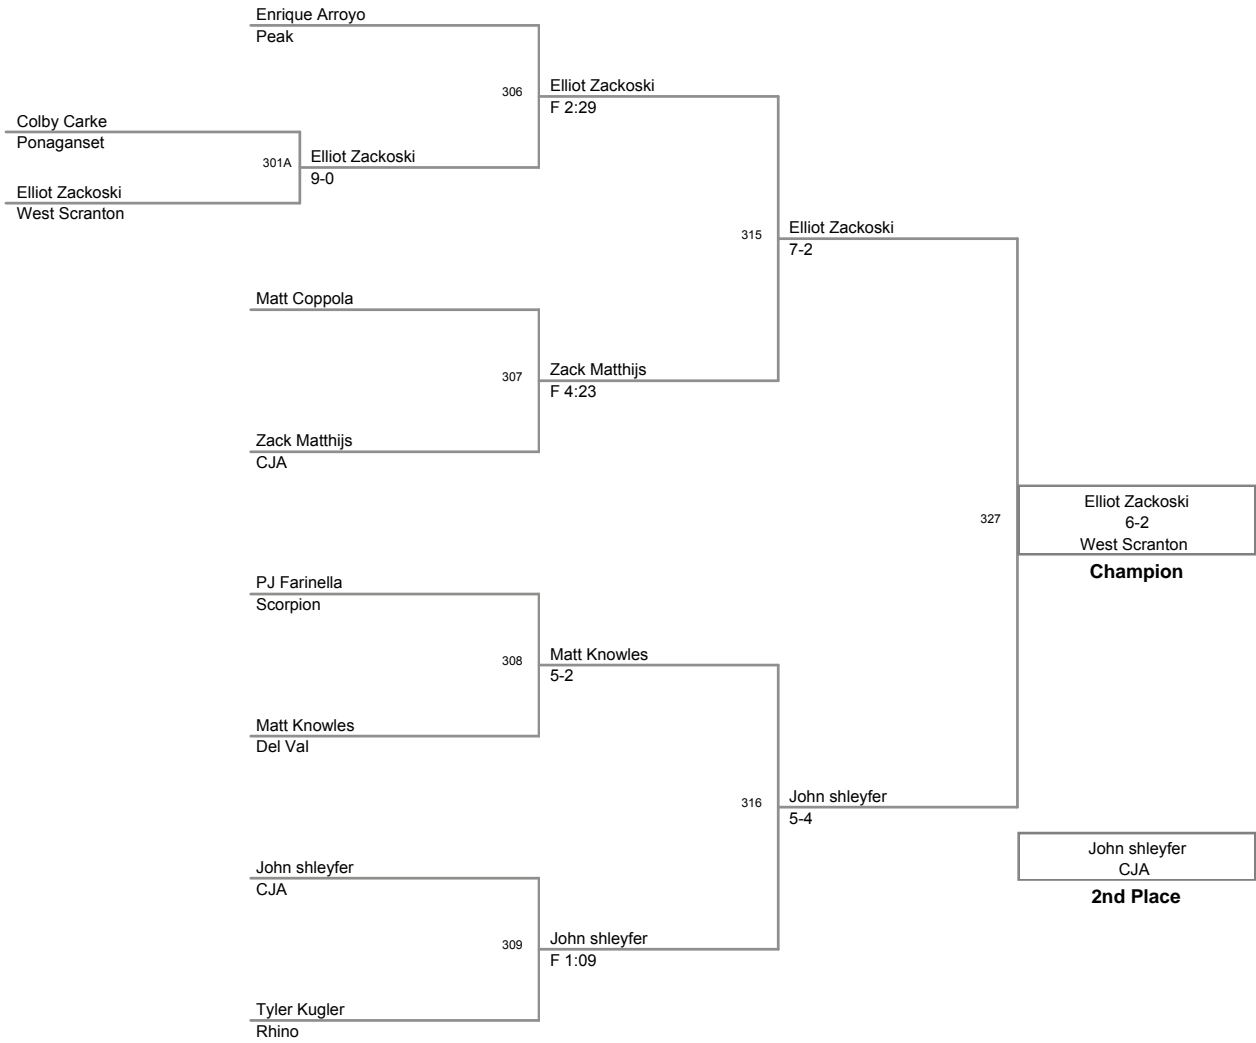 Enrique Arroyo
Peak
306
Elliot Zackoski
F 2:29
Colby Carke
Ponaganset
301A
Elliot Zackoski
9-0
Elliot Zackoski
West Scranton
315
Elliot Zackoski
7-2
Matt Coppola
307
Zack Matthijs
F 4:23
Zack Matthijs
CJA
327
Elliot Zackoski
6-2
West Scranton
Champion
PJ Farinella
Scorpion
308
Matt Knowles
5-2
Matt Knowles
Del Val
316
John shleyfer
5-4
John shleyfer
CJA
2nd Place
John shleyfer
CJA
309
John shleyfer
F 1:09
Tyler Kugler
Rhino